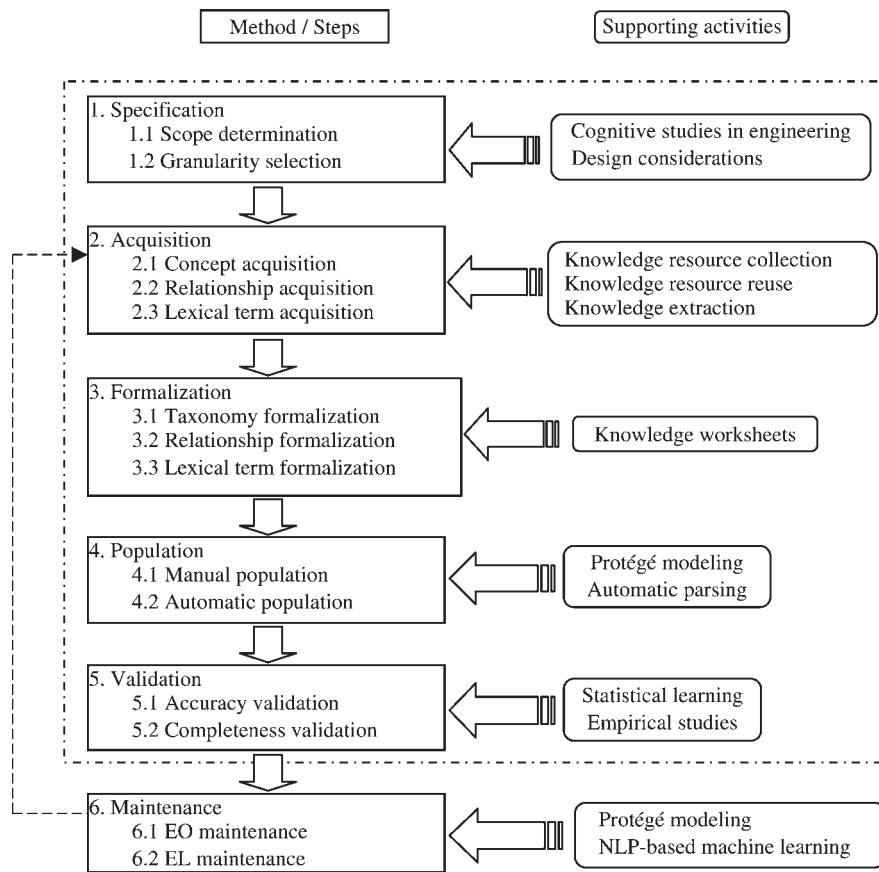 Method / Steps
Supporting activities
1. Specification
1.1 Scope determination
1.2 Granularity selection
Cognitive studies in engineering
Design considerations
2. Acquisition
2.1 Concept acquisition
2.2 Relationship acquisition
2.3 Lexical term acquisition
Knowledge resource collection
Knowledge resource reuse
Knowledge extraction
3. Formalization
3.1 Taxonomy formalization
3.2 Relationship formalization
3.3 Lexical term formalization
Knowledge worksheets
4. Population
4.1 Manual population
4.2 Automatic population
Protégé modeling
Automatic parsing
5. Validation
5.1 Accuracy validation
5.2 Completeness validation
Statistical learning
Empirical studies
6. Maintenance
6.1 EO maintenance
6.2 EL maintenance
Protégé modeling
NLP-based machine learning